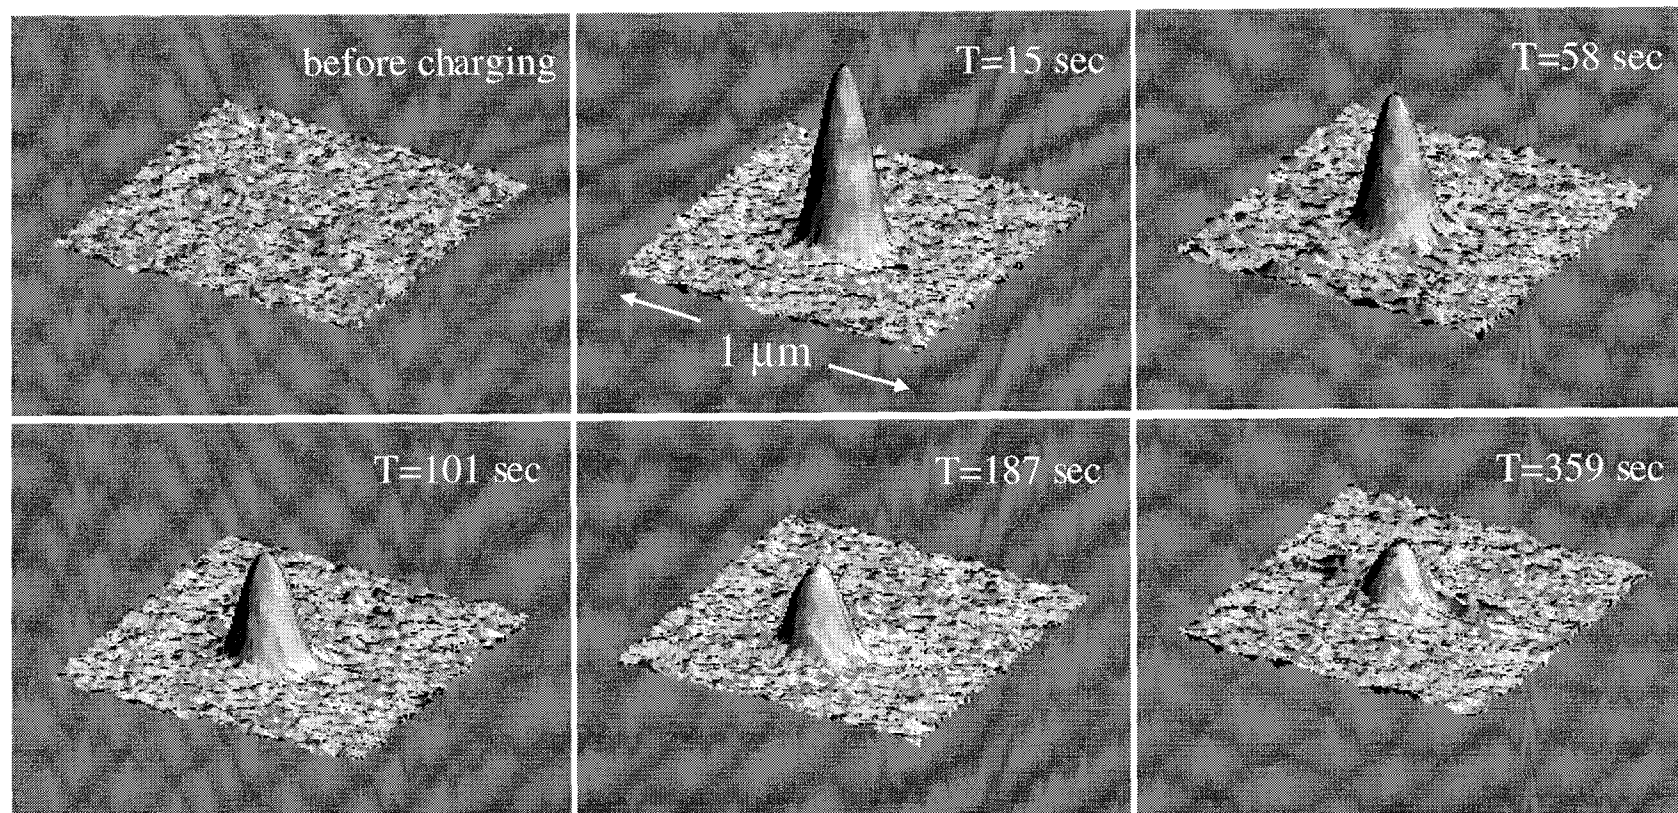 before charging
T=15 sec
T=58 sec
1 μm
T=101 sec
T=187 sec
T=359 sec